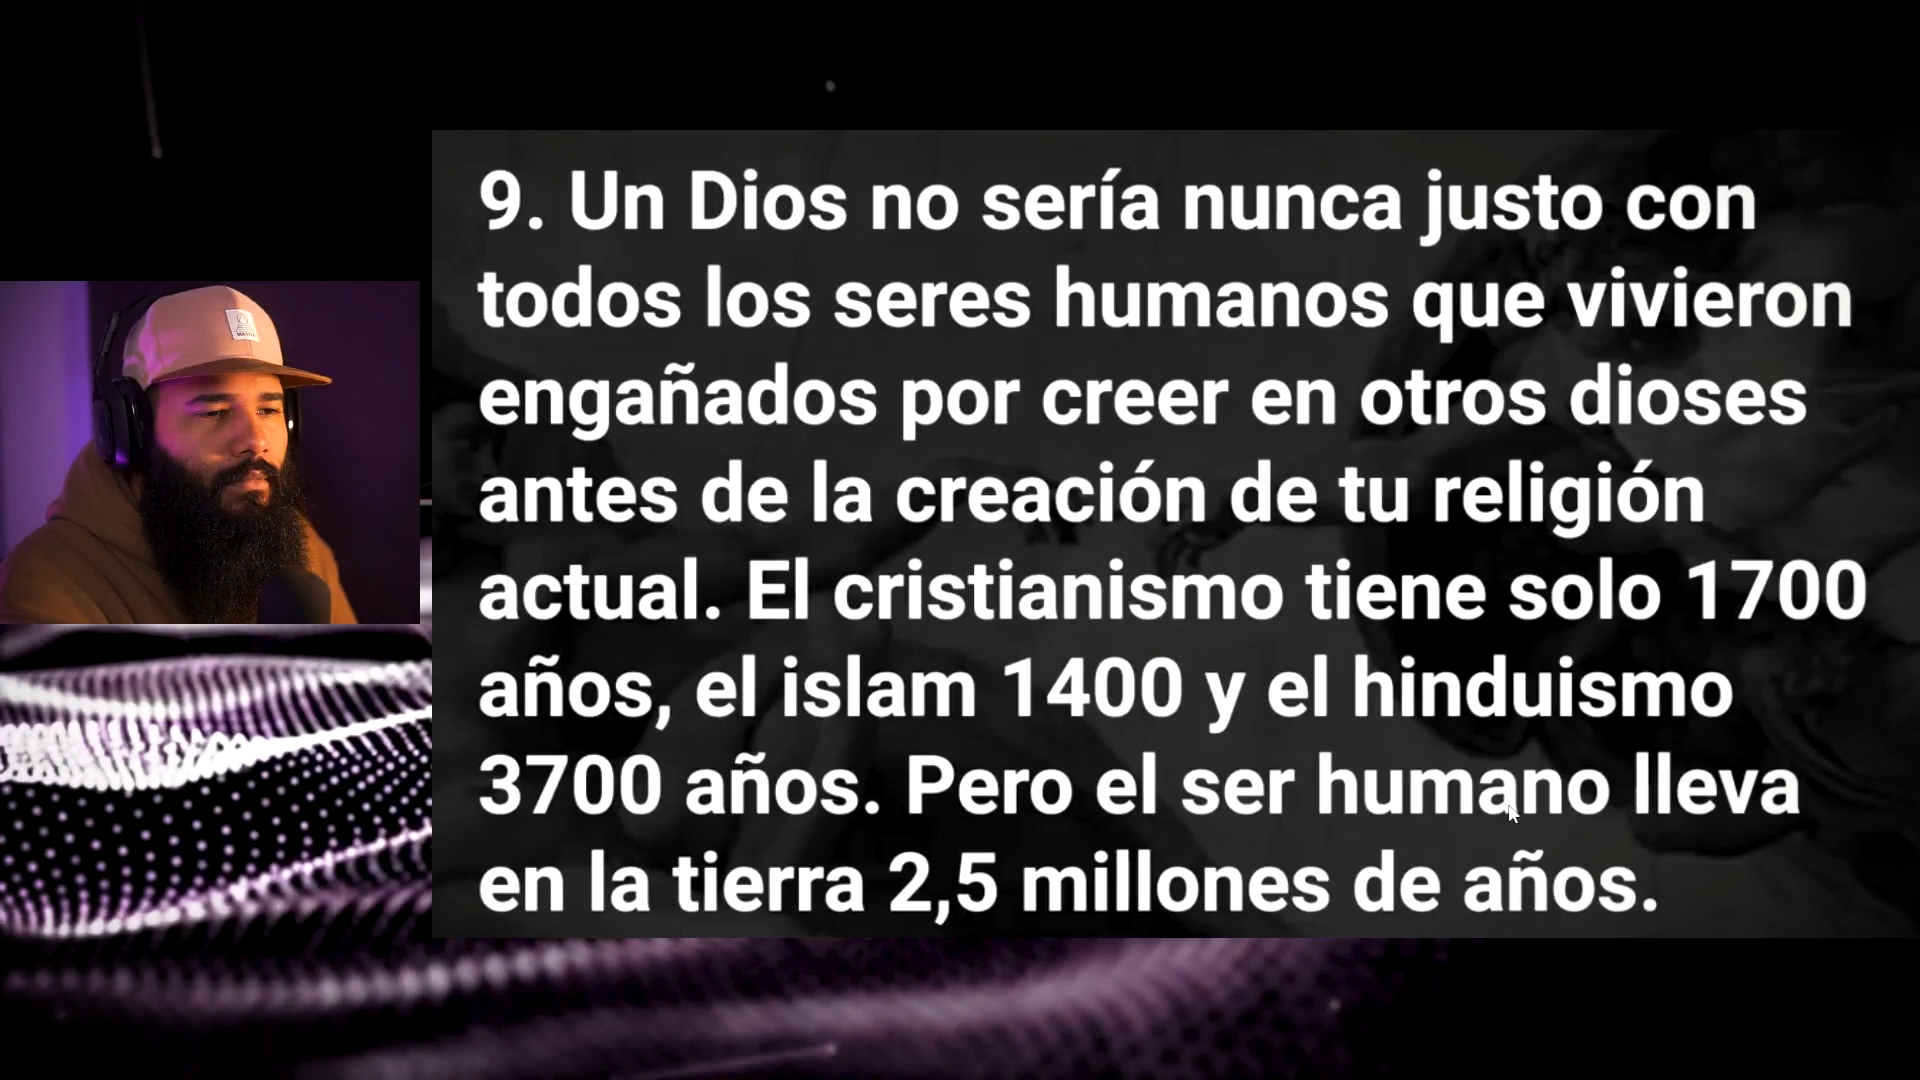 9. Un Dios no sería nunca justo con
todos los seres humanos que vivieron
engañados por creer en otros dioses
antes de la creación de tu religión
actual. El cristianismo tiene solo 1700
años, el islam 1400 y el hinduismo
3700 años. Pero el ser humano lleva
en la tierra 2,5 millones de años.